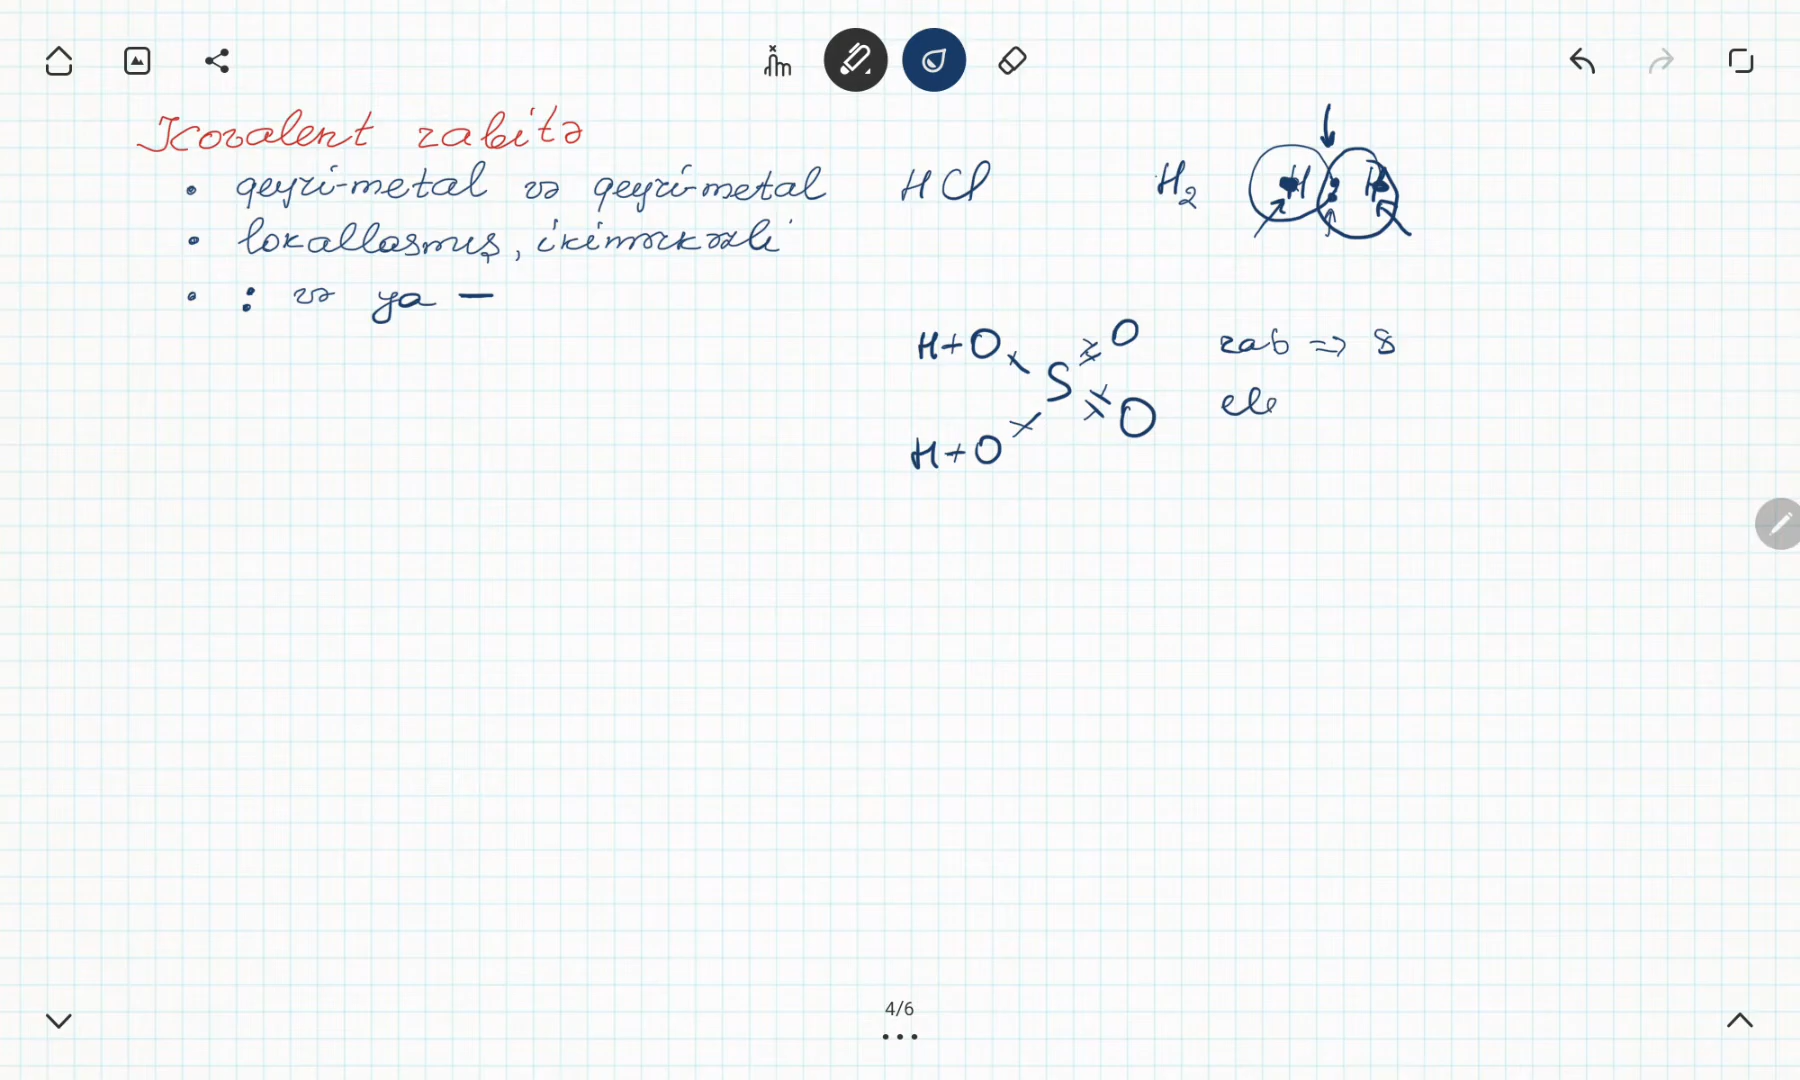 Kovalent rabitə
• qeyri-metal və qeyri-metal HCl H2 H : H
• lokallaşmış, ikimərkəzli
• : və ya —
H+O O rab => 8
S
H+O O ele
4/6